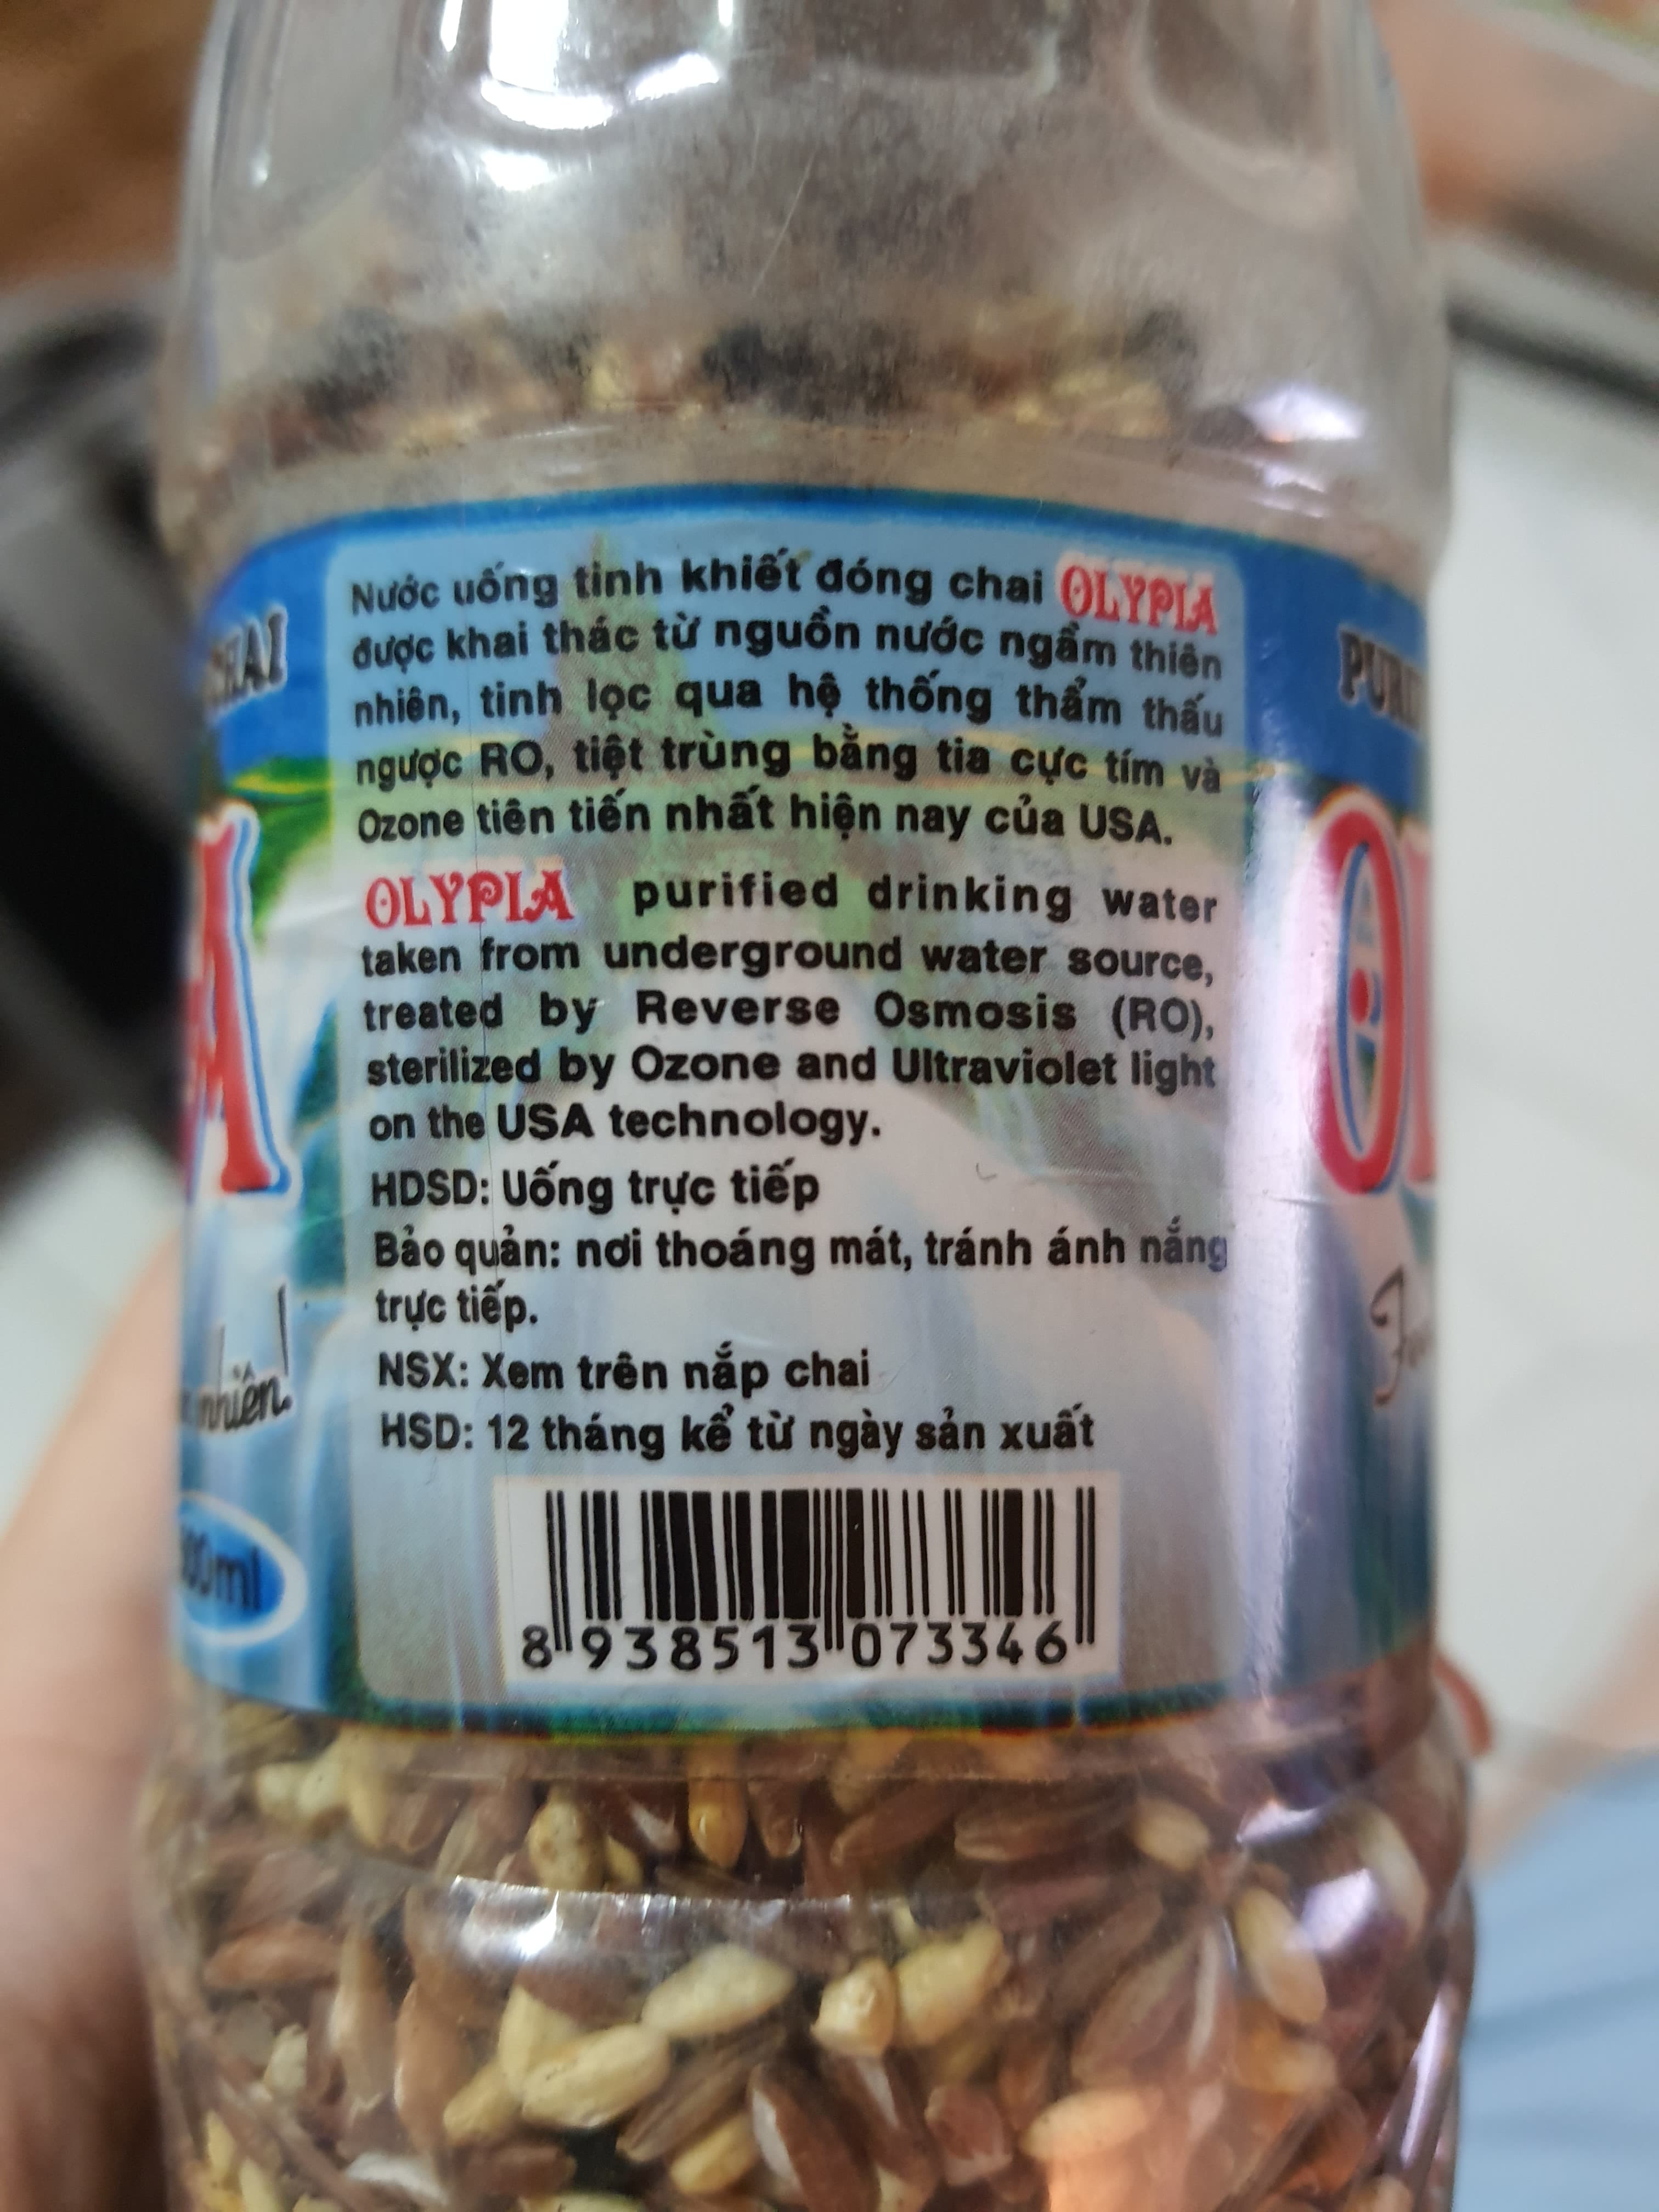 Nước uống tinh khiết đóng chai OLYPIA
được khai thác từ nguồn nước ngầm thiên
nhiên, tinh lọc qua hệ thống thẩm thấu
ngược RO, tiệt trùng bằng tia cực tím và
Ozone tiên tiến nhất hiện nay của USA.
OLYPIA purified drinking water
taken from underground water source,
treated by Reverse Osmosis (RO),
sterilized by Ozone and Ultraviolet light
on the USA technology.
HDSD: Uống trực tiếp
Bảo quản: nơi thoáng mát, tránh ánh nắng
trực tiếp.
NSX: Xem trên nắp chai
HSD: 12 tháng kể từ ngày sản xuất
8 938513 073346
CHAI
nhiên!